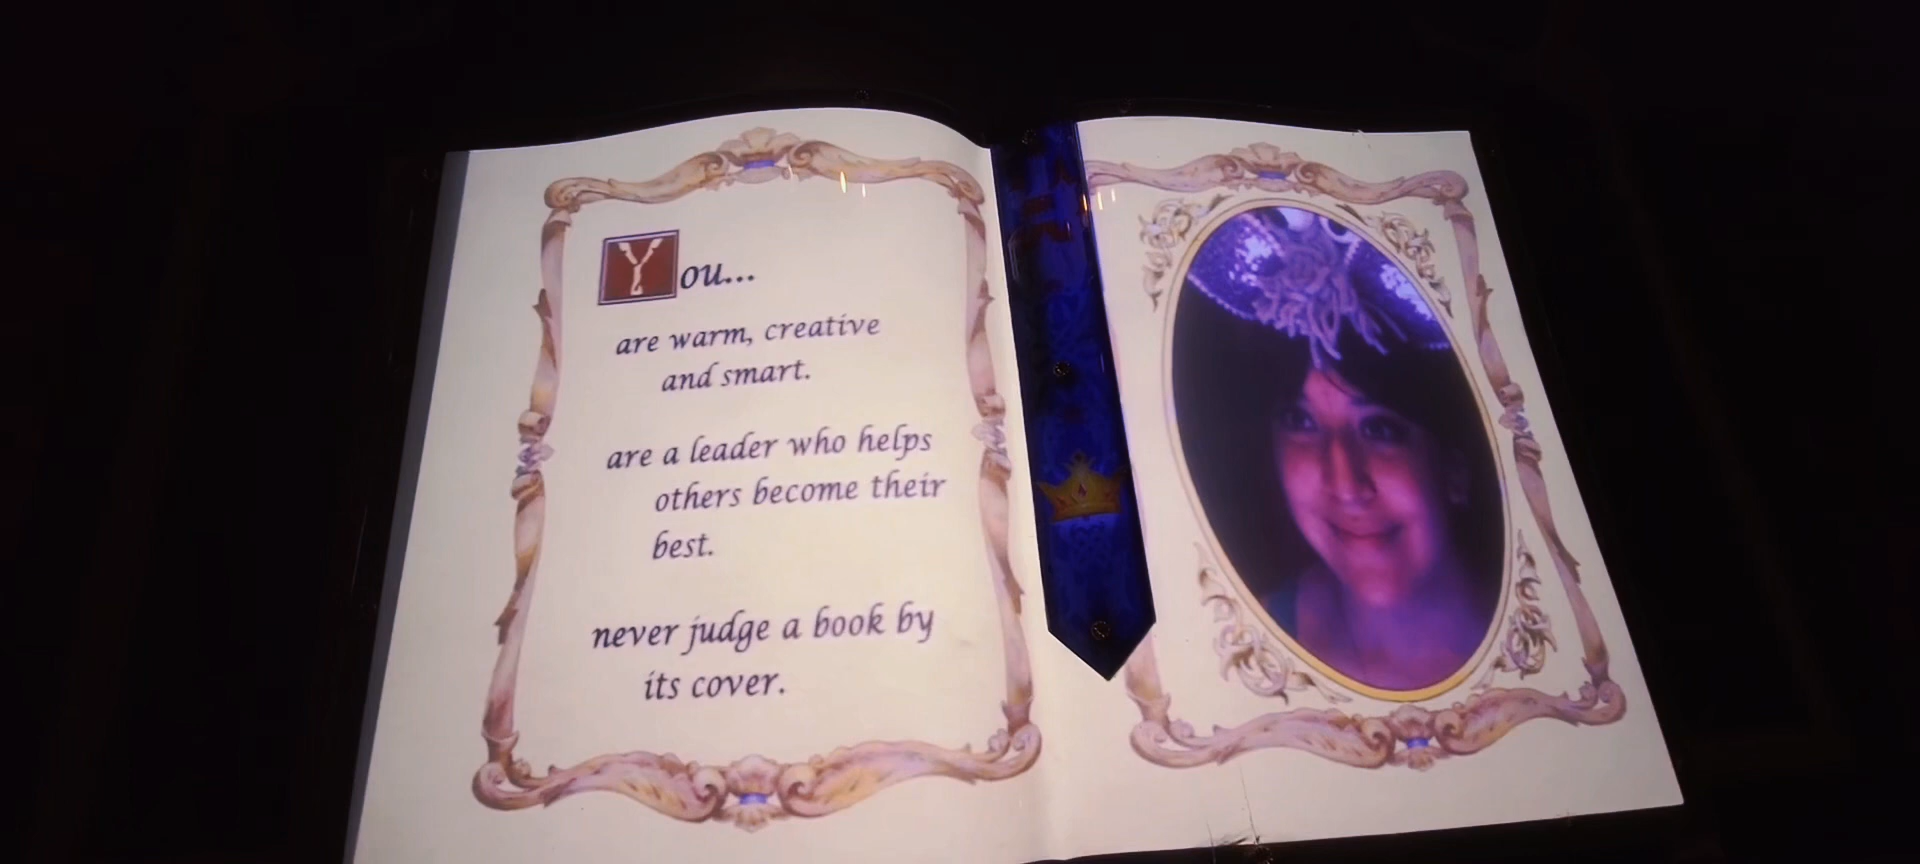 You...
are warm, creative
and smart.
are a leader who helps
others become their
best.
never judge a book by
its cover.